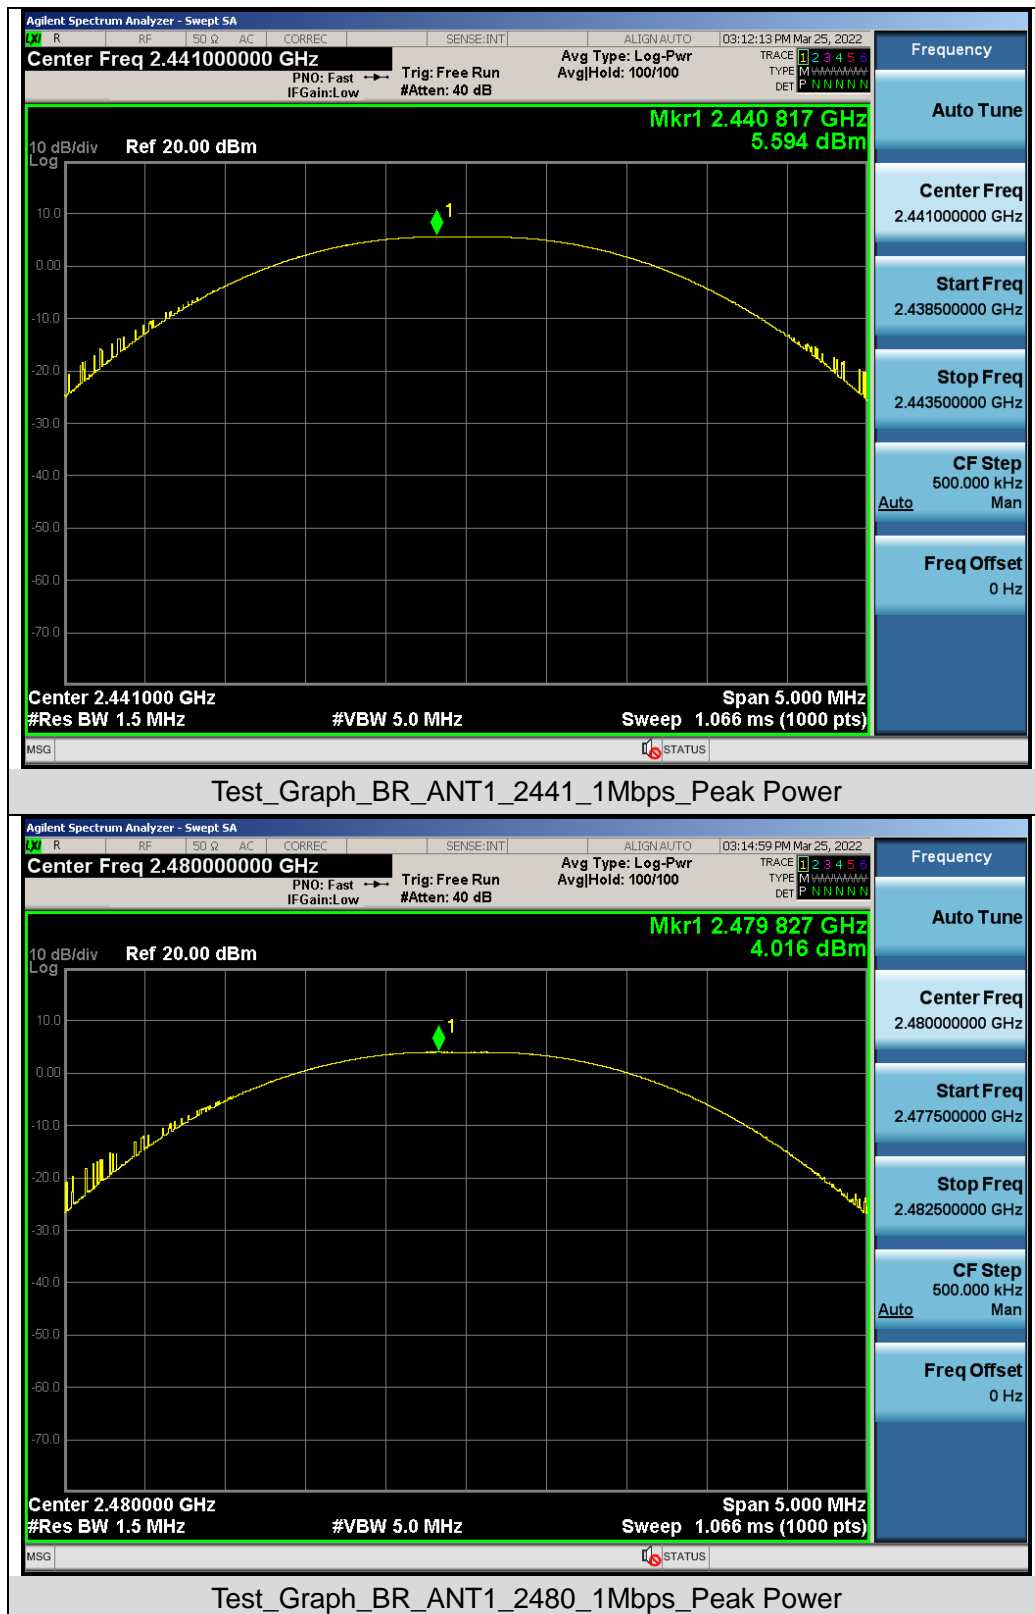 Agilent Spectrum Analyzer - Swept SA
LXI R RF 50 Ω AC CORREC SENSE:INT ALIGN AUTO 03:12:13 PM Mar 25, 2022
Center Freq 2.441000000 GHz
PNO: Fast
IFGain:Low
Trig: Free Run
#Atten: 40 dB
Avg Type: Log-Pwr
Avg|Hold: 100/100
TRACE 1 2 3 4 5 6
TYPE M WWWWW
DET P N N N N N
Mkr1 2.440 817 GHz
5.594 dBm
10 dB/div Ref 20.00 dBm
Log
1
10.0
0.00
-10.0
-20.0
-30.0
-40.0
-50.0
-60.0
-70.0
Center 2.441000 GHz Span 5.000 MHz
#Res BW 1.5 MHz #VBW 5.0 MHz Sweep 1.066 ms (1000 pts)
MSG STATUS
Frequency
Auto Tune
Center Freq
2.441000000 GHz
Start Freq
2.438500000 GHz
Stop Freq
2.443500000 GHz
CF Step
500.000 kHz
Auto Man
Freq Offset
0 Hz
Test_Graph_BR_ANT1_2441_1Mbps_Peak Power
Agilent Spectrum Analyzer - Swept SA
LXI R RF 50 Ω AC CORREC SENSE:INT ALIGN AUTO 03:14:59 PM Mar 25, 2022
Center Freq 2.480000000 GHz
PNO: Fast
IFGain:Low
Trig: Free Run
#Atten: 40 dB
Avg Type: Log-Pwr
Avg|Hold: 100/100
TRACE 1 2 3 4 5 6
TYPE M WWWWW
DET P N N N N N
Mkr1 2.479 827 GHz
4.016 dBm
10 dB/div Ref 20.00 dBm
Log
1
10.0
0.00
-10.0
-20.0
-30.0
-40.0
-50.0
-60.0
-70.0
Center 2.480000 GHz Span 5.000 MHz
#Res BW 1.5 MHz #VBW 5.0 MHz Sweep 1.066 ms (1000 pts)
MSG STATUS
Frequency
Auto Tune
Center Freq
2.480000000 GHz
Start Freq
2.477500000 GHz
Stop Freq
2.482500000 GHz
CF Step
500.000 kHz
Auto Man
Freq Offset
0 Hz
Test_Graph_BR_ANT1_2480_1Mbps_Peak Power